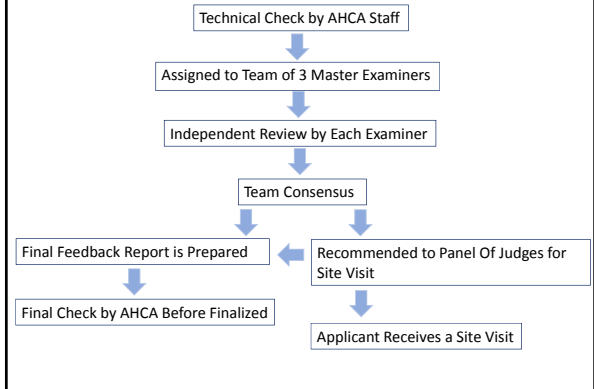 Technical Check by AHCA Staff
Assigned to Team of 3 Master Examiners
Independent Review by Each Examiner
Team Consensus
Final Feedback Report is Prepared
Recommended to Panel Of Judges for
Site Visit
Final Check by AHCA Before Finalized
Applicant Receives a Site Visit